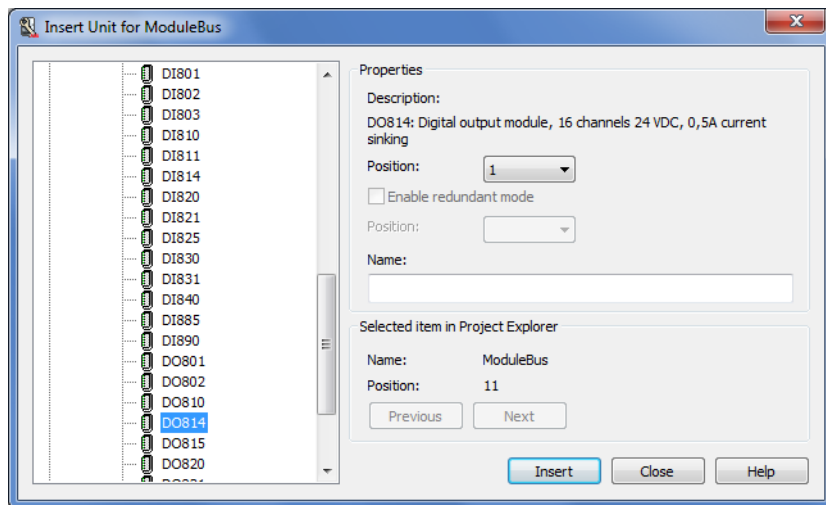 Insert Unit for ModuleBus
DI801
DI802
DI803
DI810
DI811
DI814
DI820
DI821
DI825
DI830
DI831
DI840
DI885
DI890
DO801
DO802
DO810
DO814
DO815
DO820
Properties
Description:
DO814: Digital output module, 16 channels 24 VDC, 0,5A current
sinking
Position: 1
Enable redundant mode
Position:
Name:
Selected item in Project Explorer
Name: ModuleBus
Position: 11
Previous Next
Insert Close Help